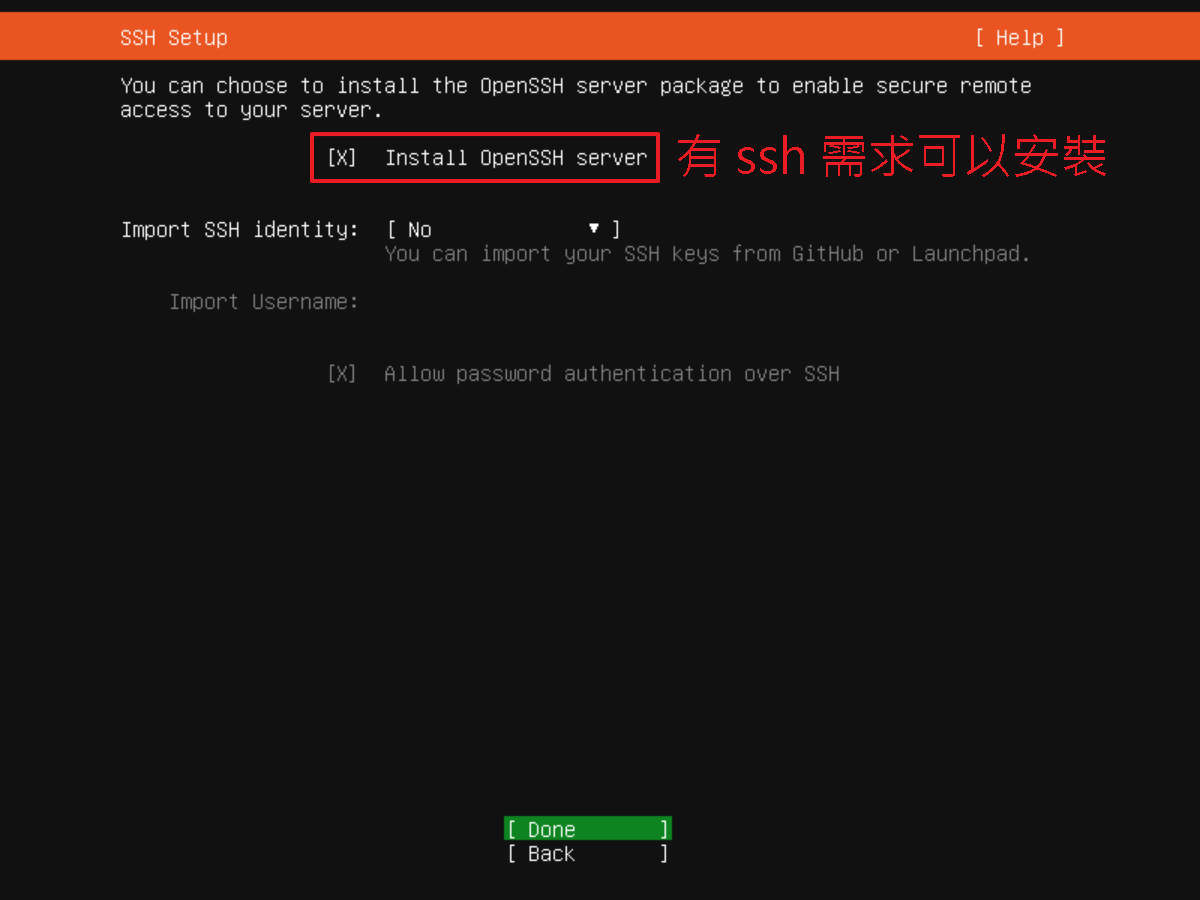 SSH Setup [ Help ]
You can choose to install the OpenSSH server package to enable secure remote
access to your server.
[X] Install OpenSSH server 有 ssh 需求可以安裝
Import SSH identity: [ No ▾ ]
You can import your SSH keys from GitHub or Launchpad.
Import Username:
[X] Allow password authentication over SSH
[ Done ]
[ Back ]